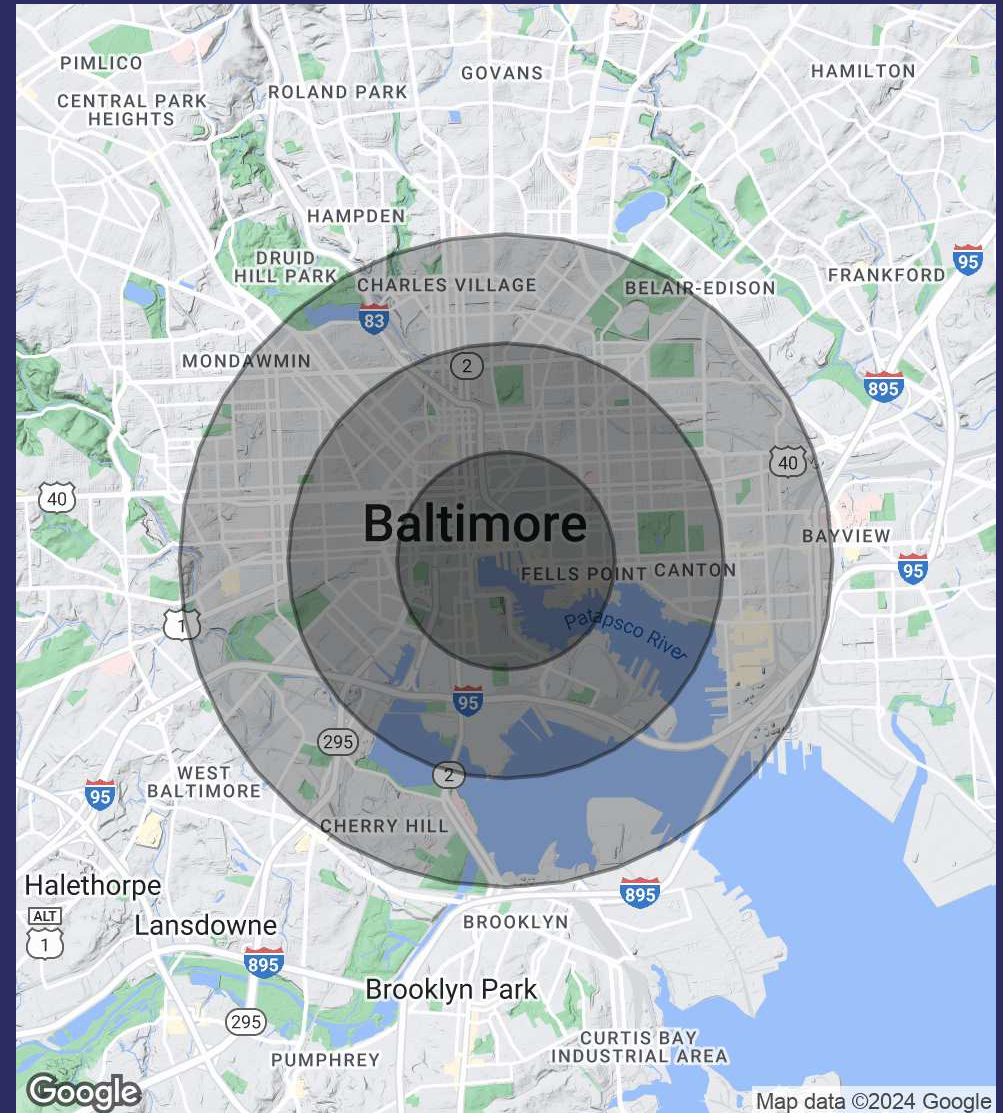 PIMLICO
GOVANS
HAMILTON
ROLAND PARK
CENTRAL PARK
HEIGHTS
HAMPDEN
DRUID
HILL PARK
95
FRANKFORD
CHARLES VILLAGE
BELAIR-EDISON
83
MONDAWMIN
2
895
40
40
Baltimore
BAYVIEW
95
FELLS POINT
CANTON
Patapsco River
1
95
295
2
WEST
BALTIMORE
95
CHERRY HILL
Halethorpe
895
ALT
1
Lansdowne
BROOKLYN
895
Brooklyn Park
295
CURTIS BAY
INDUSTRIAL AREA
PUMPHREY
Google
Map data ©2024 Google